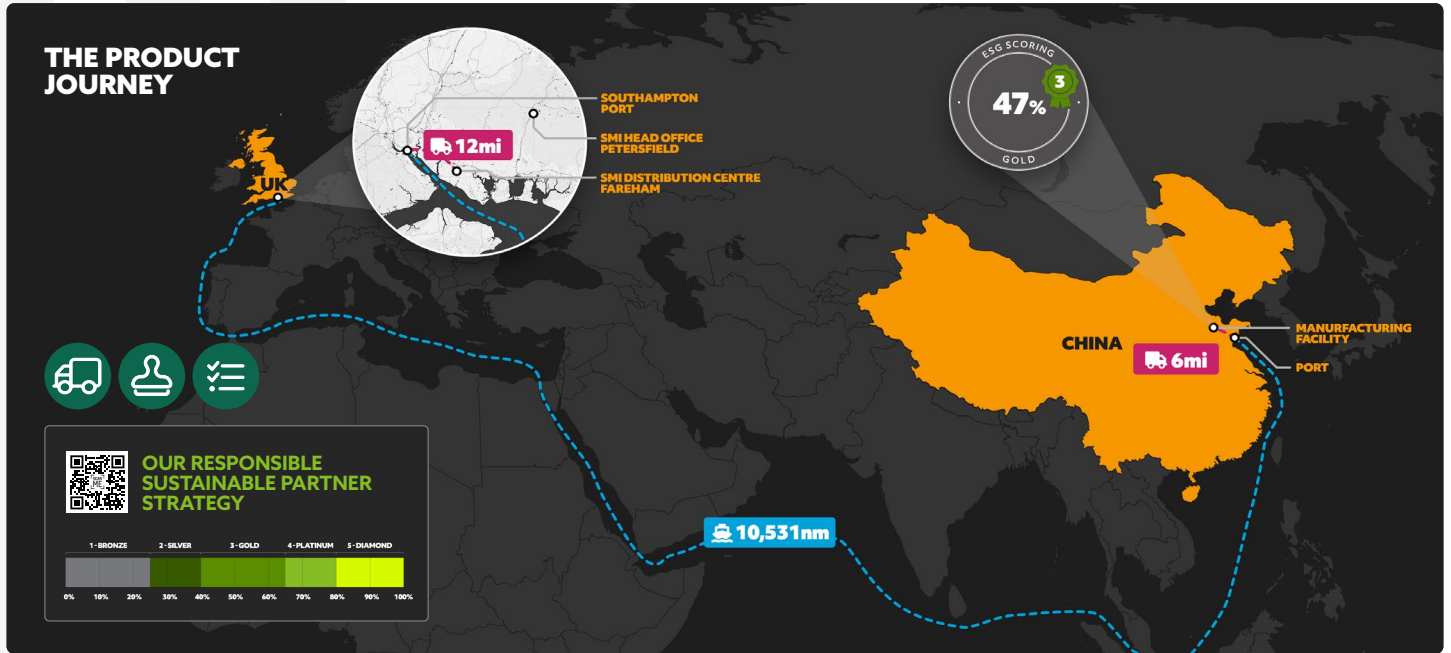 THE PRODUCT
JOURNEY
SOUTHAMPTON
PORT
12mi
SMI HEAD OFFICE
PETERSFIELD
SMI DISTRIBUTION CENTRE
FAREHAM
UK
ESG SCORING
3
47%
GOLD
CHINA
MANURFACTURING
FACILITY
6mi
PORT
OUR RESPONSIBLE
SUSTAINABLE PARTNER
STRATEGY
SCAN
ME
1-BRONZE 2-SILVER 3-GOLD 4-PLATINUM 5-DIAMOND
0% 10% 20% 30% 40% 50% 60% 70% 80% 90% 100%
10,531nm